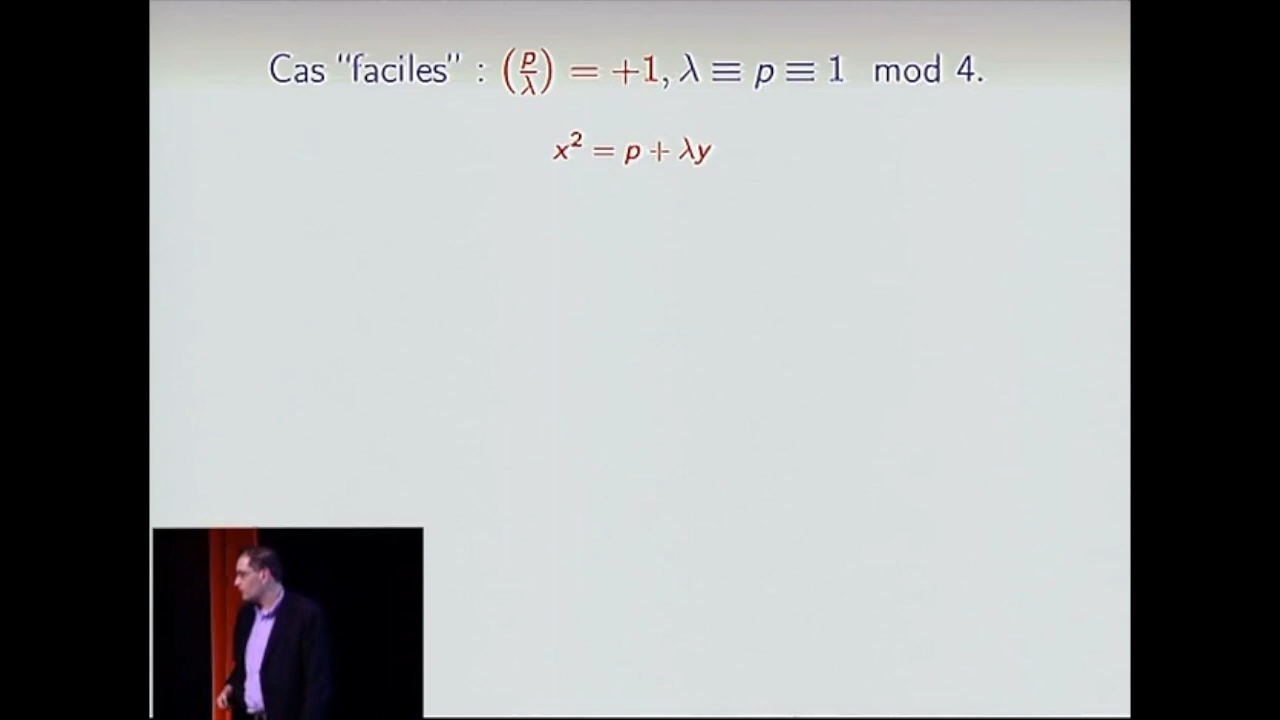 Cas “faciles” : (p/λ) = +1, λ ≡ p ≡ 1 mod 4.
x² = p + λy